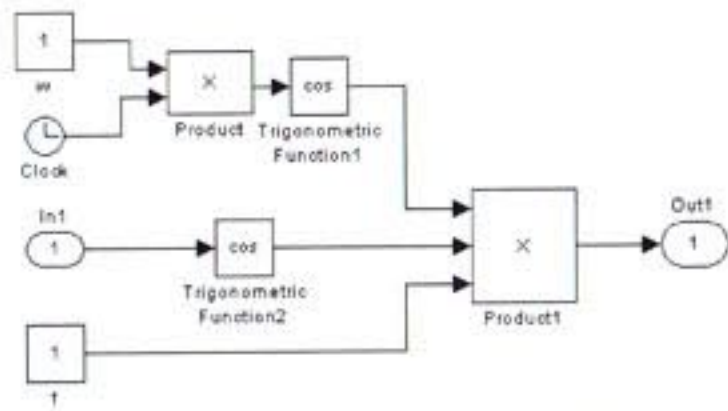 1
w
×
Product
cos
Trigonometric
Function1
Clock
In1
1
cos
Trigonometric
Function2
1
f
×
Product1
Out1
1